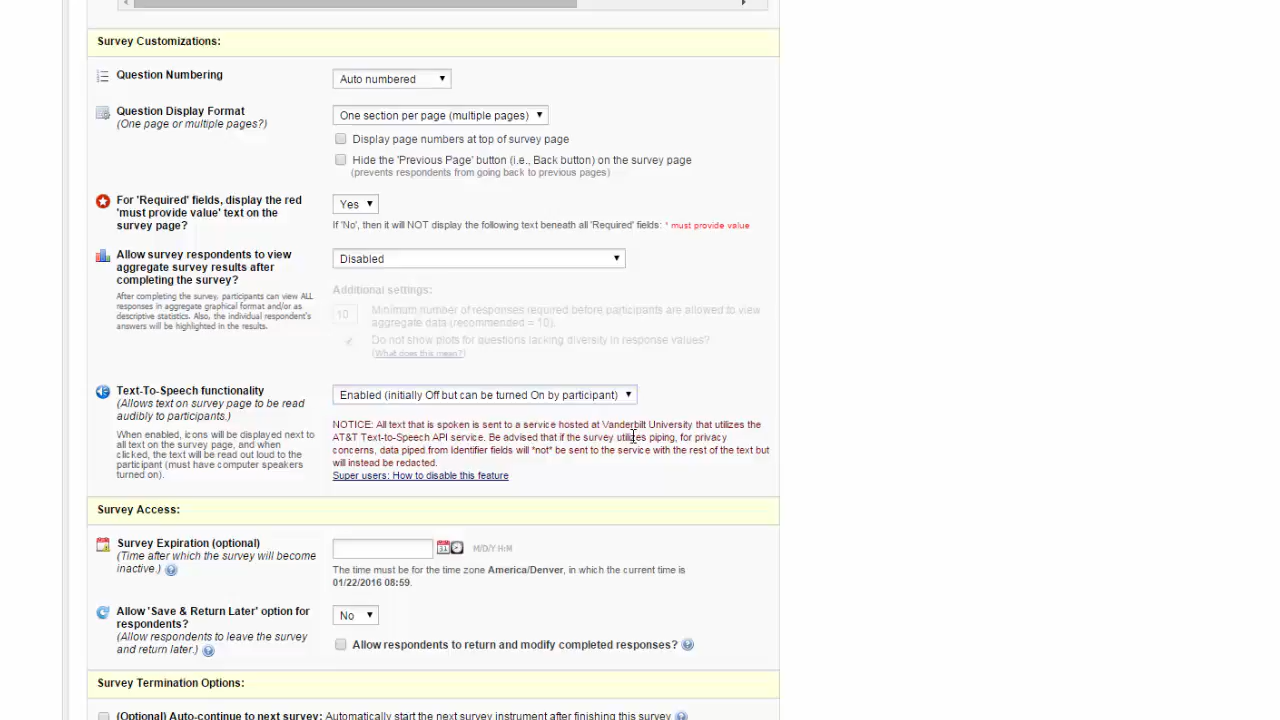 Survey Customizations:
Question Numbering
Auto numbered
Question Display Format
(One page or multiple pages?)
One section per page (multiple pages)
Display page numbers at top of survey page
Hide the 'Previous Page' button (i.e., Back button) on the survey page
(prevents respondents from going back to previous pages)
For 'Required' fields, display the red
'must provide value' text on the
survey page?
Yes
If 'No', then it will NOT display the following text beneath all 'Required' fields: * must provide value
Allow survey respondents to view
aggregate survey results after
completing the survey?
After completing the survey, participants can view ALL
responses in aggregate graphical format and/or as
descriptive statistics. Also, the individual respondent's
answers will be highlighted in the results.
Disabled
Additional settings:
10
Minimum number of responses required before participants are allowed to view
aggregate data (recommended = 10).
Do not show plots for questions lacking diversity in response values?
(What does this mean?)
Text-To-Speech functionality
(Allows text on survey page to be read
audibly to participants.)
When enabled, icons will be displayed next to
all text on the survey page, and when
clicked, the text will be read out loud to the
participant (must have computer speakers
turned on).
Enabled (initially Off but can be turned On by participant)
NOTICE: All text that is spoken is sent to a service hosted at Vanderbilt University that utilizes the
AT&T Text-to-Speech API service. Be advised that if the survey utilizes piping, for privacy
concerns, data piped from Identifier fields will *not* be sent to the service with the rest of the text but
will instead be redacted.
Super users: How to disable this feature
Survey Access:
Survey Expiration (optional)
(Time after which the survey will become
inactive.)
31
M/D/Y H:M
The time must be for the time zone America/Denver, in which the current time is
01/22/2016 08:59.
Allow 'Save & Return Later' option for
respondents?
(Allow respondents to leave the survey
and return later.)
No
Allow respondents to return and modify completed responses?
Survey Termination Options:
(Optional) Auto-continue to next survey: Automatically start the next survey instrument after finishing this survey